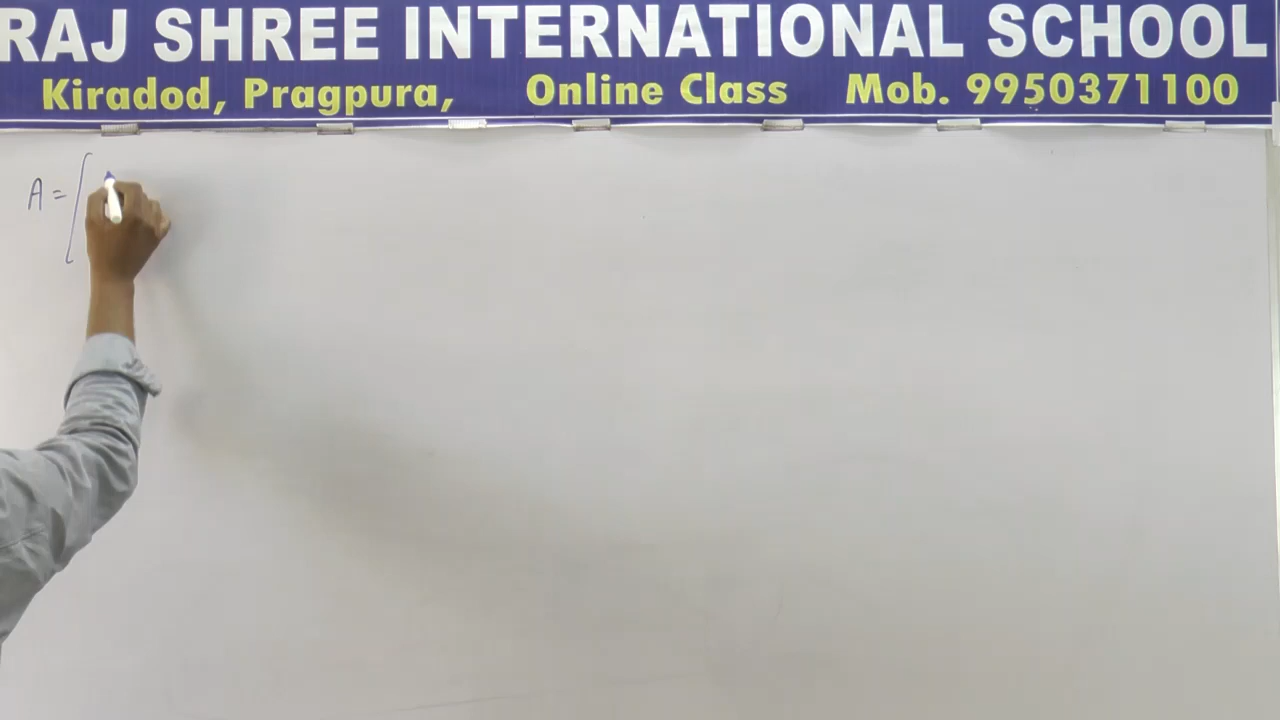 RAJ SHREE INTERNATIONAL SCHOOL
Kiradod, Pragpura, Online Class Mob. 9950371100
A = [